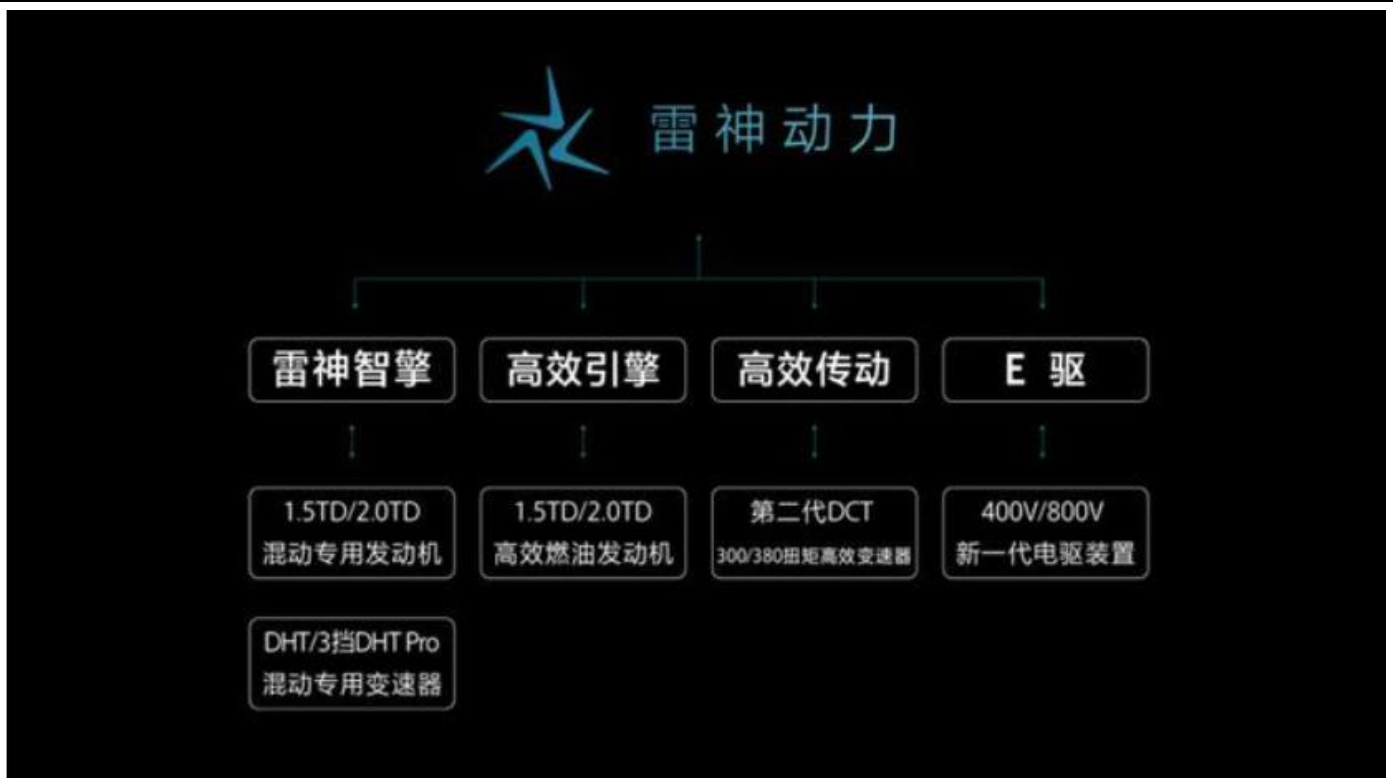 雷神动力
雷神智擎
高效引擎
高效传动
E 驱
1.5TD/2.0TD
混动专用发动机
1.5TD/2.0TD
高效燃油发动机
第二代DCT
300/380扭矩高效变速器
400V/800V
新一代电驱装置
DHT/3挡DHT Pro
混动专用变速器